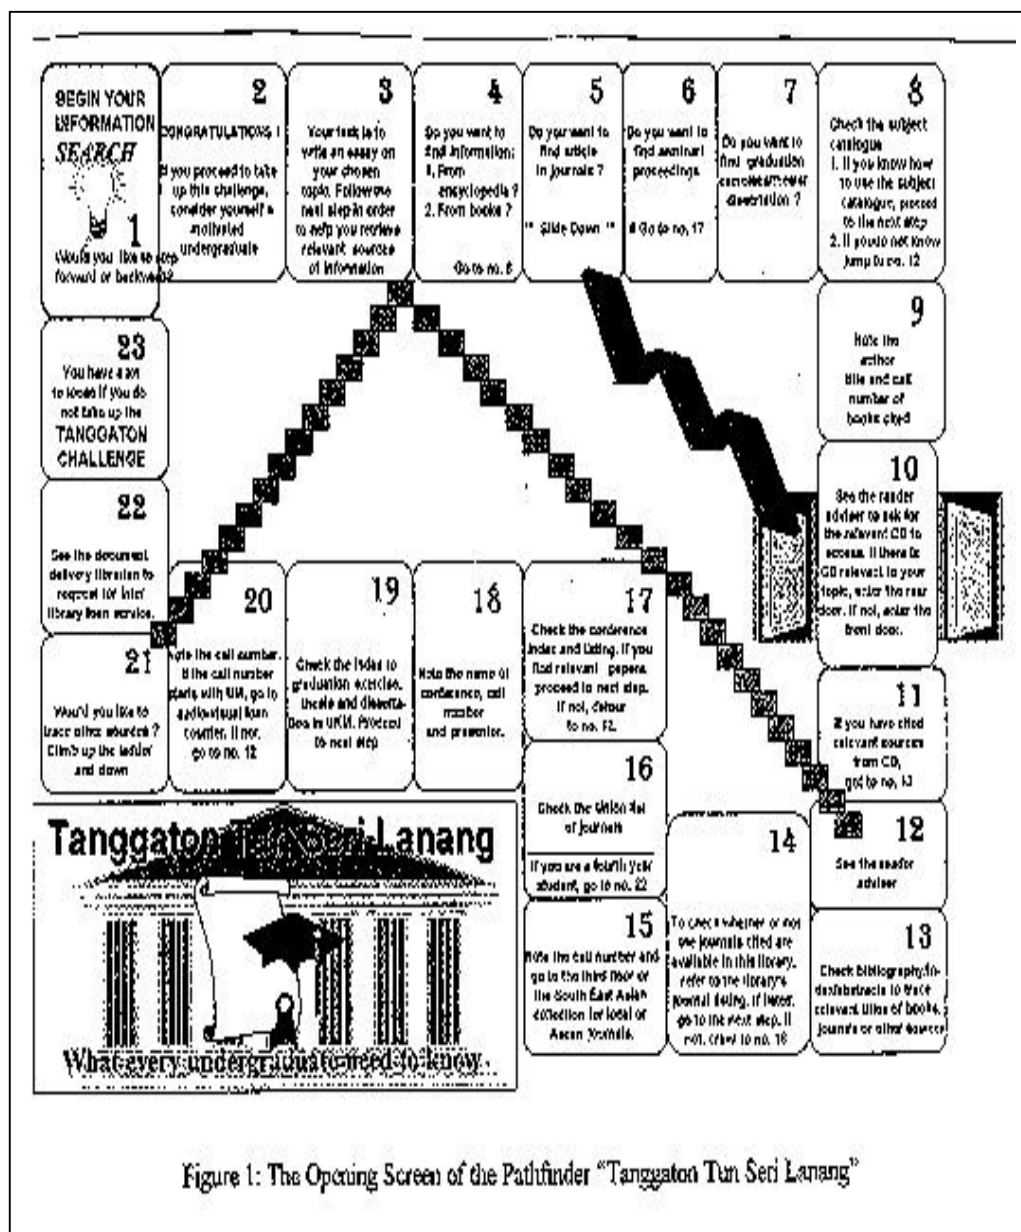 BEGIN YOUR
INFORMATION
SEARCH
1
Would you like to step
forward or backward?
2
CONGRATULATIONS !
If you proceed to take
up this challenge,
consider yourself a
motivated
undergraduate
3
Your task is to
write an essay on
your chosen
topic. Follow the
next step in order
to help you retrieve
relevant sources
of information
4
Do you want to
find information:
1. From
encyclopedia ?
2. From books ?
Go to no. 8
5
Do you want to
find article
in journals ?
"" Slide Down ""
6
Do you want to
find seminar
proceedings
Go to no. 17
7
Do you want to
find graduation
dissertation ?
8
Check the subject
catalogue
1. If you know how
to use the subject
catalogue, proceed
to the next step
2. If you do not know
jump to no. 12
9
Note the
author
title and call
number of
books cited
10
See the reader
adviser to ask for
the relevant CD to
access. If there is
CD relevant to your
topic, enter the rear
door. If not, enter the
front door.
11
If you have cited
relevant sources
from CD,
12
See the reader
adviser
13
Check bibliography/in-
dex/abstracts to trace
relevant titles of books,
journals or other sources
14
To check whether or not
the journals cited are
available in this library,
refer to the library's
journal listing. If listed,
go to the next step. If
not, crawl to no. 16
15
Note the call number and
go to the third floor or
the South East Asian
collection for local or
Asean journals.
16
Check the union list
of journals
If you are a fourth year
student, go to no. 22
17
Check the conference
index and listing. If you
find relevant papers,
proceed to next step.
If not, detour
to no. 12.
18
Note the name of
conference, call
number
and presenter.
19
Check the index to
graduation exercise,
thesis and disserta-
tion in UKM. Proceed
to next step
20
Note the call number.
If the call number
starts with UM, go to
audiovisual loan
counter. If not,
go to no. 12
21
Would you like to
trace other sources ?
Climb up the ladder
and down
22
See the document
delivery librarian to
request for inter
library loan service.
23
You have a lot
to loose if you do
not take up the
TANGGATON
CHALLENGE
Tanggaton Tun Seri Lanang
What every undergraduate need to know
Figure 1: The Opening Screen of the Pathfinder "Tanggaton Tun Seri Lanang"